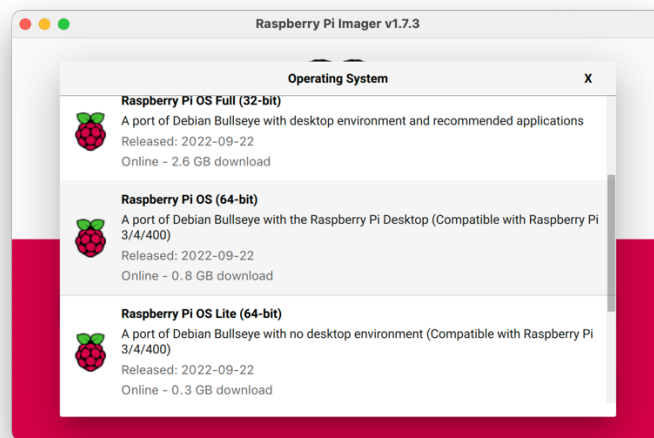 Raspberry Pi Imager v1.7.3
Operating System
X
Raspberry Pi OS Full (32-bit)
A port of Debian Bullseye with desktop environment and recommended applications
Released: 2022-09-22
Online - 2.6 GB download
Raspberry Pi OS (64-bit)
A port of Debian Bullseye with the Raspberry Pi Desktop (Compatible with Raspberry Pi
3/4/400)
Released: 2022-09-22
Online - 0.8 GB download
Raspberry Pi OS Lite (64-bit)
A port of Debian Bullseye with no desktop environment (Compatible with Raspberry Pi
3/4/400)
Released: 2022-09-22
Online - 0.3 GB download